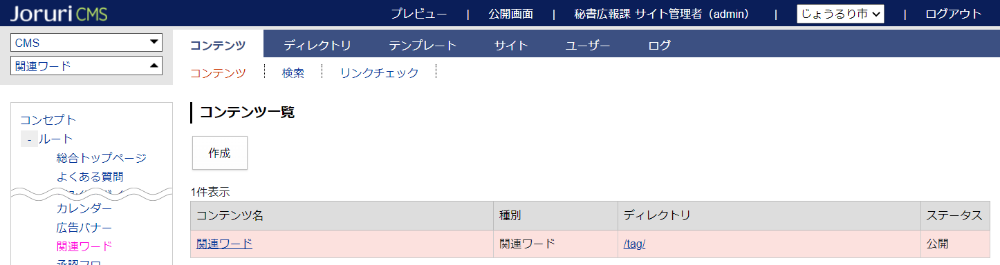 Joruri CMS
プレビュー | 公開画面 | 秘書広報課 サイト管理者（admin） | じょうるり市 | ログアウト
CMS
関連ワード
コンテンツ ディレクトリ テンプレート サイト ユーザー ログ
コンテンツ 検索 リンクチェック
コンセプト
- ルート
総合トップページ
よくある質問
カレンダー
広告バナー
関連ワード
承認フロー
コンテンツ一覧
作成
1件表示
コンテンツ名 種別 ディレクトリ ステータス
関連ワード 関連ワード /tag/ 公開